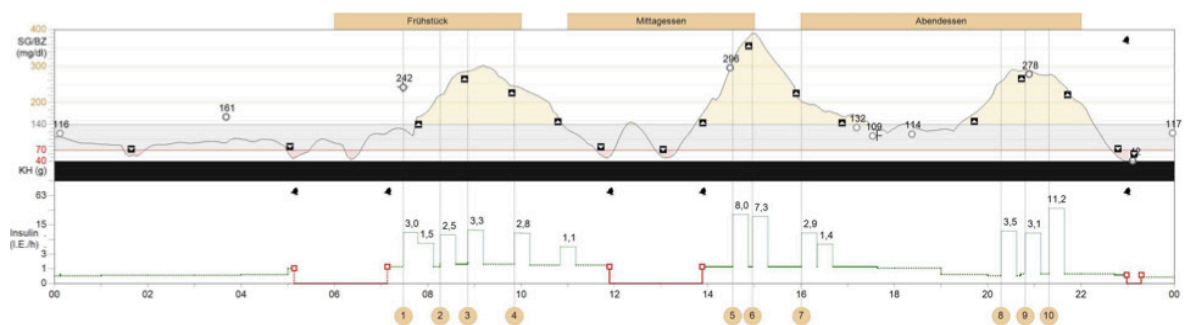 Frühstück Mittagessen Abendessen
400
SG/BZ
(mg/dl)
300
200
140
70
40
KH (g)
116 161 242 296 132 109 114 278 42 117
63
15
Insulin
(I.E./h)
3
1
0
3,0 1,5 2,5 3,3 2,8 1,1 8,0 7,3 2,9 1,4 3,5 3,1 11,2
00 02 04 06 08 10 12 14 16 18 20 22 00
1 2 3 4 5 6 7 8 9 10